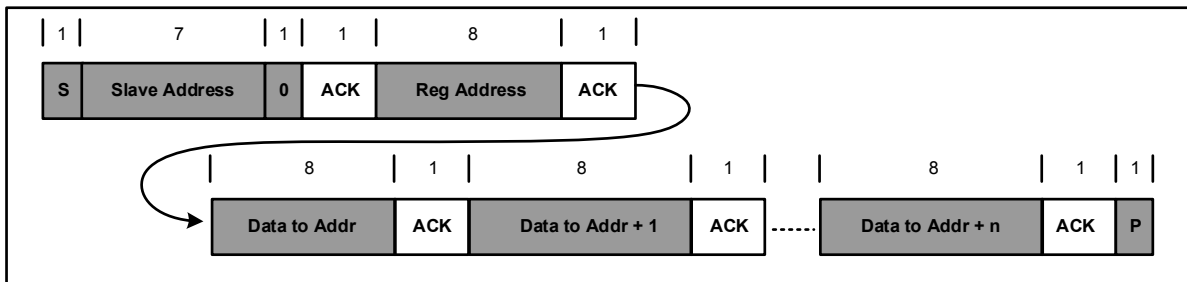 1 7 1 1 8 1
S Slave Address 0 ACK Reg Address ACK
8 1 8 1 8 1 1
Data to Addr ACK Data to Addr + 1 ACK Data to Addr + n ACK P